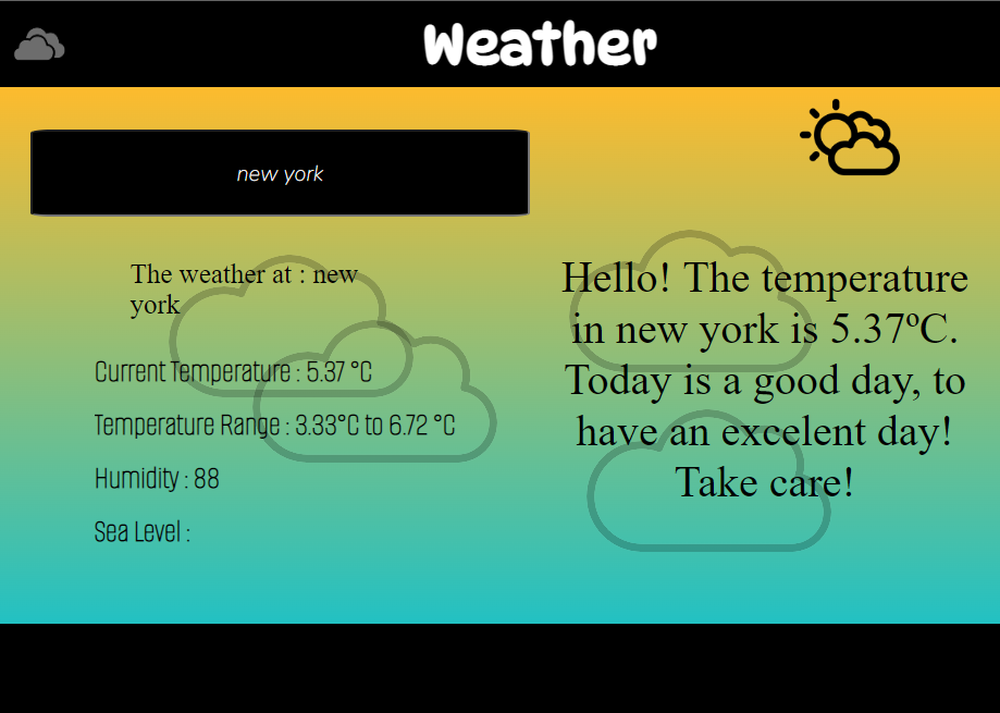 Weather
new york
The weather at : new
york
Current Temperature : 5.37 °C
Temperature Range : 3.33°C to 6.72 °C
Humidity : 88
Sea Level :
Hello! The temperature
in new york is 5.37ºC.
Today is a good day, to
have an excelent day!
Take care!